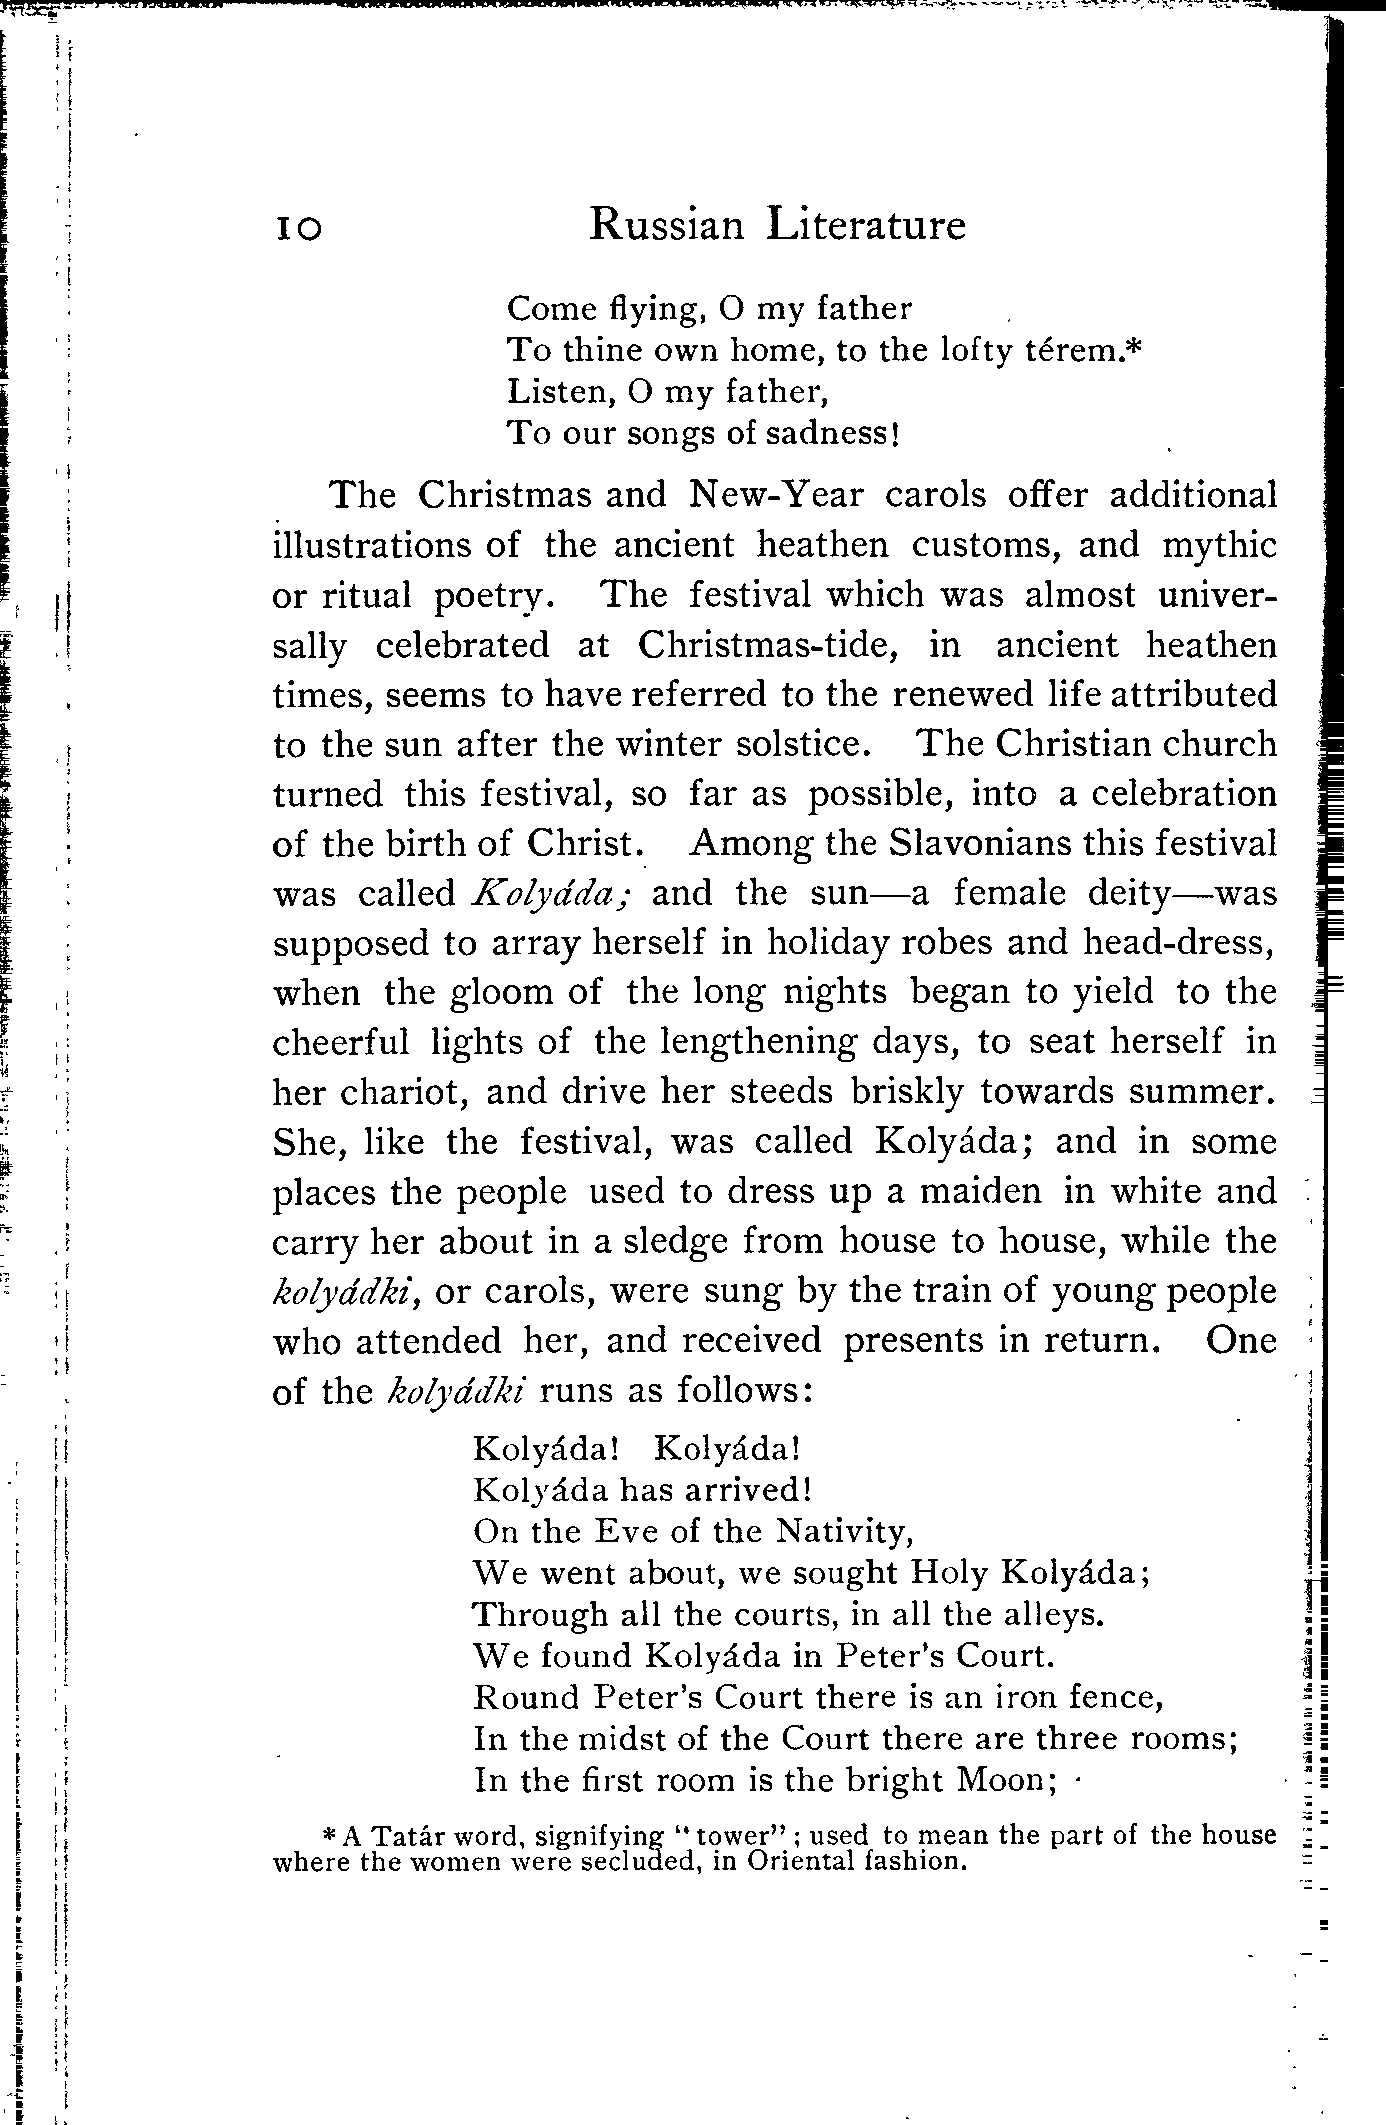 10 Russian Literature
Come flying, O my father
To thine own home, to the lofty térem.*
Listen, O my father,
To our songs of sadness!
The Christmas and New-Year carols offer additional
illustrations of the ancient heathen customs, and mythic
or ritual poetry. The festival which was almost univer-
sally celebrated at Christmas-tide, in ancient heathen
times, seems to have referred to the renewed life attributed
to the sun after the winter solstice. The Christian church
turned this festival, so far as possible, into a celebration
of the birth of Christ. Among the Slavonians this festival
was called Kolyáda; and the sun—a female deity—was
supposed to array herself in holiday robes and head-dress,
when the gloom of the long nights began to yield to the
cheerful lights of the lengthening days, to seat herself in
her chariot, and drive her steeds briskly towards summer.
She, like the festival, was called Kolyáda; and in some
places the people used to dress up a maiden in white and
carry her about in a sledge from house to house, while the
kolyádki, or carols, were sung by the train of young people
who attended her, and received presents in return. One
of the kolyádki runs as follows:
Kolyáda! Kolyáda!
Kolyáda has arrived!
On the Eve of the Nativity,
We went about, we sought Holy Kolyáda;
Through all the courts, in all the alleys.
We found Kolyáda in Peter's Court.
Round Peter's Court there is an iron fence,
In the midst of the Court there are three rooms;
In the first room is the bright Moon;
* A Tatár word, signifying "tower"; used to mean the part of the house
where the women were secluded, in Oriental fashion.